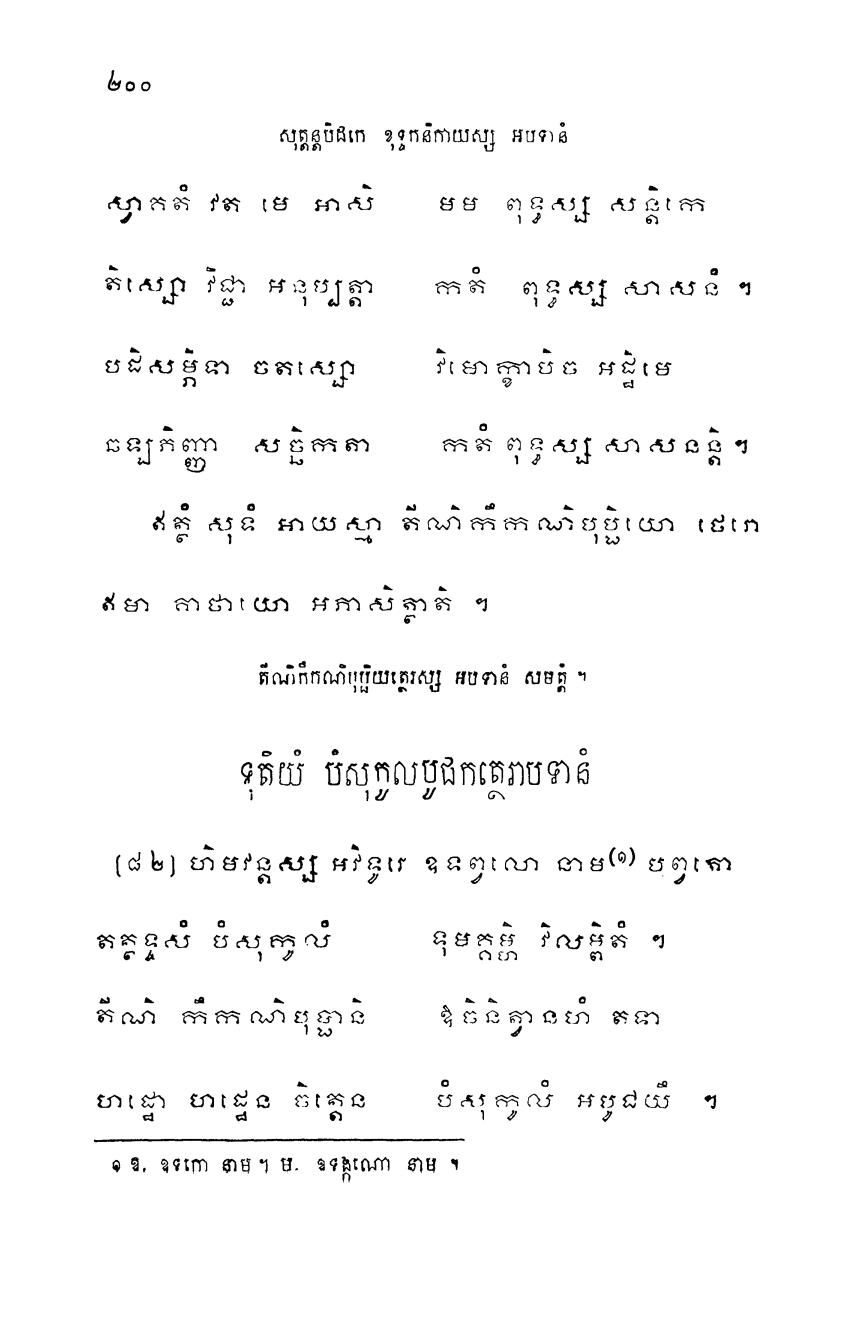 ២០០
សុត្តន្តបិដកេ ខុទ្ទកនិកាយស្ស អបទានំ
ស្វាគតំ វត មេ អាសិ មម ពុទ្ធស្ស សន្តិកេ
តិស្សោ វិជ្ជា អនុប្បត្តា កតំ ពុទ្ធស្ស សាសនំ ។
បដិសម្ភិទា ចតស្សោ វិមោក្ខាបិច អដ្ឋិមេ
ឆឡភិញ្ញា សច្ឆិកតា កតំ ពុទ្ធស្ស សាសនន្តិ ។
ឥត្ថំ សុទំ អាយស្មា តីណិកឹកណិបុប្ផិយោ ថេរោ
ឥមា គាថាយោ អភាសិត្ថាតិ ។
តីណិកឹកណិបុប្ផិយត្ថេរស្ស អបទានំ សមត្តំ ។
ទុតិយំ បំសុកូលបូជកត្ថេរាបទានំ
[៨២] ហិមវន្តស្ស អវិទូរេ ឧទព្វលោ នាម(១) បព្វតោ
តត្ថទ្ទសំ បំសុកូលំ ទុមគ្គម្ហិ វិលម្ពិតំ ។
តីណិ កឹកណិបុប្ផានិ ឱចិនិត្វានហំ តទា
ហដ្ឋោ ហដ្ឋេន ចិត្តេន បំសុកូលំ អបូជយឹ ។
១ ឱ. ឧទកោ នាម។ ម. ឧទង្គណោ នាម ។